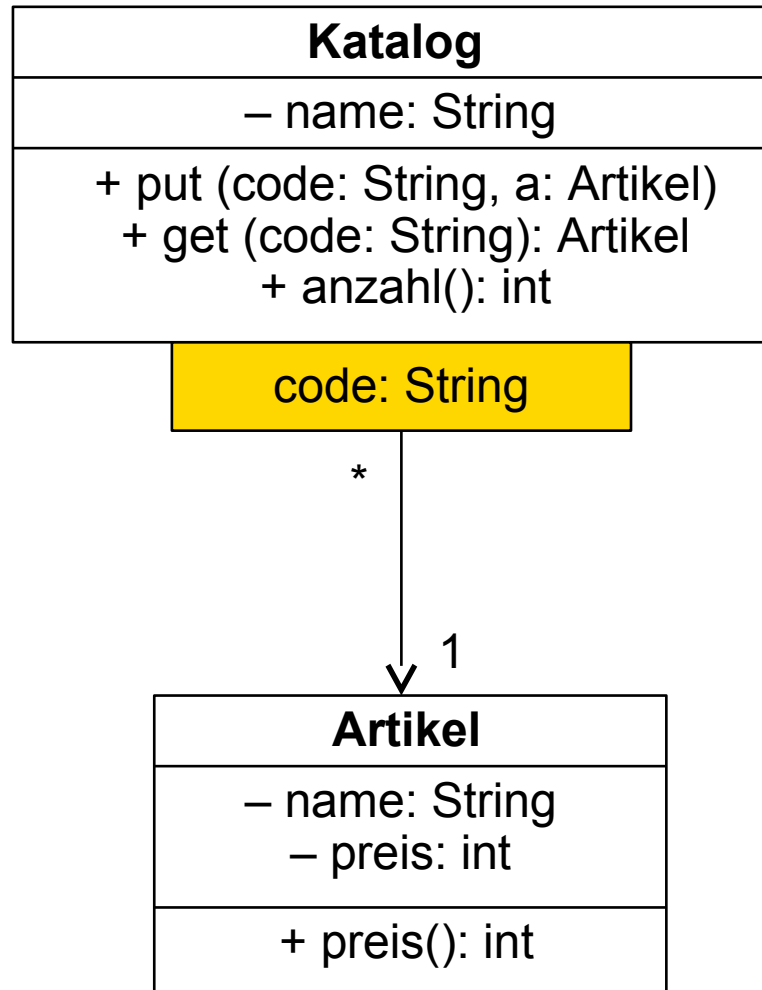 Katalog
– name: String
+ put (code: String, a: Artikel)
+ get (code: String): Artikel
+ anzahl(): int
code: String
*
1
Artikel
– name: String
– preis: int
+ preis(): int